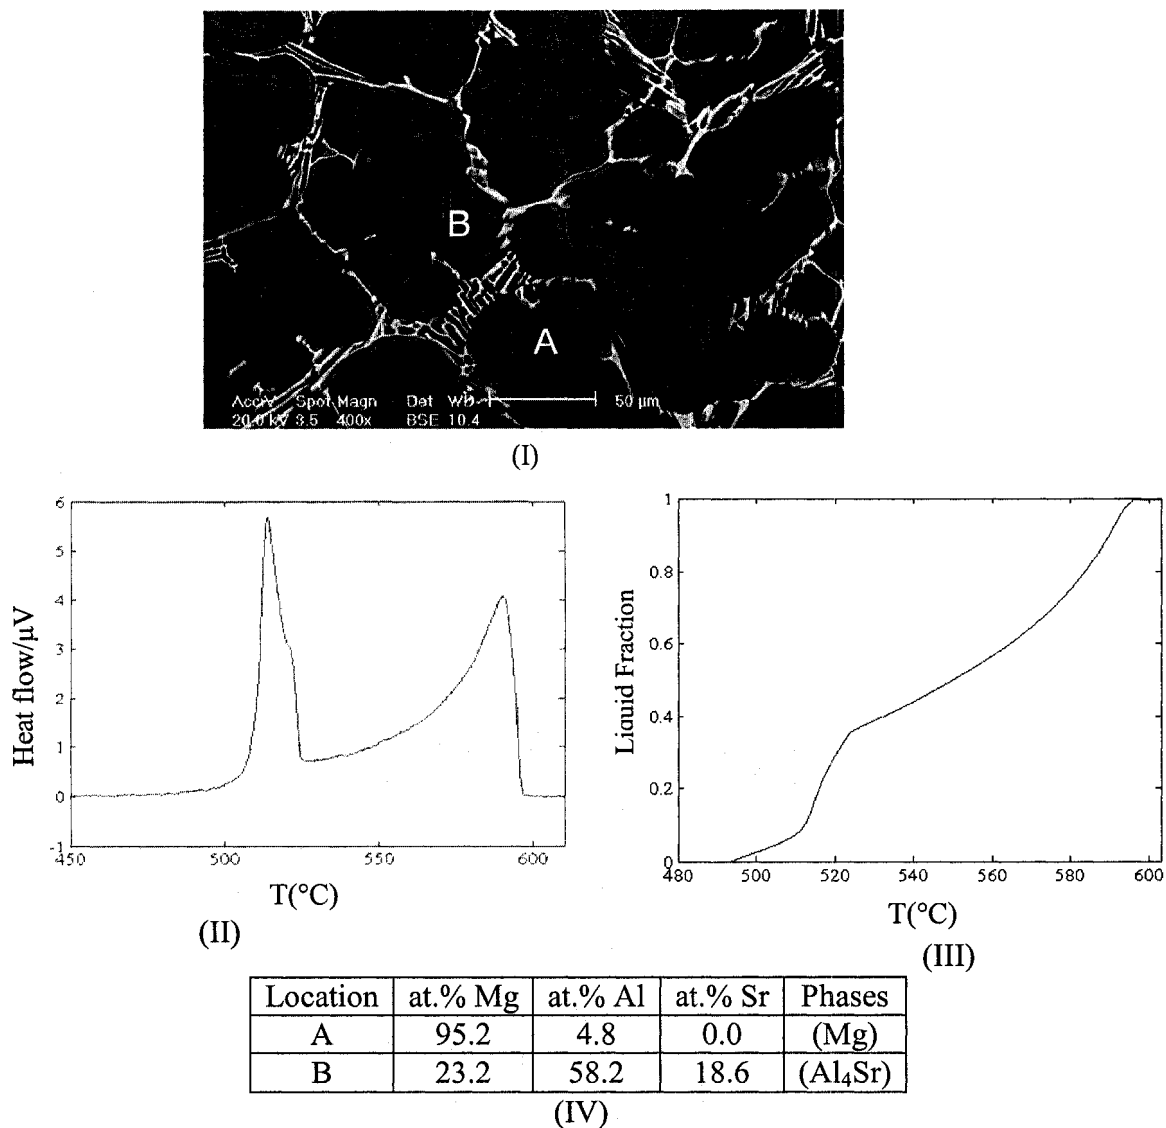 B
A
AccrV Spot Magn Det WD 50 µm
20.0 kV 3.5 400x BSE 10.4
(I)
6
5
4
3
2
1
0
-1
450 500 550 600
Heat flow/µV
T(°C)
(II)
1
0.8
0.6
0.4
0.2
0
480 500 520 540 560 580 600
Liquid Fraction
T(°C)
(III)
Location at.% Mg at.% Al at.% Sr Phases
A 95.2 4.8 0.0 (Mg)
B 23.2 58.2 18.6 (Al₄Sr)
(IV)